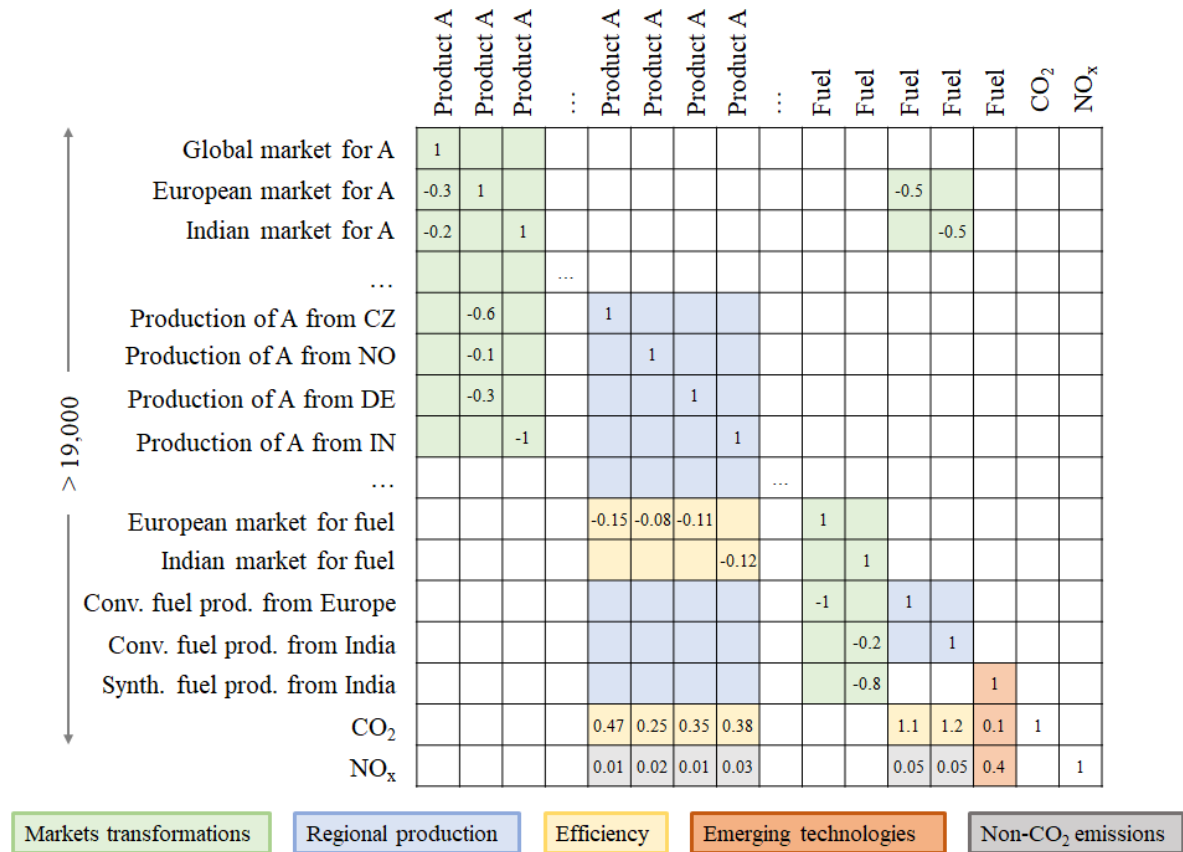 Product A Product A Product A … Product A Product A Product A Product A … Fuel Fuel Fuel Fuel Fuel CO₂ NOₓ
Global market for A 1
European market for A -0.3 1 -0.5
Indian market for A -0.2 1 -0.5
… …
Production of A from CZ -0.6 1
Production of A from NO -0.1 1
Production of A from DE -0.3 1
Production of A from IN -1 1
… …
European market for fuel -0.15 -0.08 -0.11 1
Indian market for fuel -0.12 1
Conv. fuel prod. from Europe -1 1
Conv. fuel prod. from India -0.2 1
Synth. fuel prod. from India -0.8 1
CO₂ 0.47 0.25 0.35 0.38 1.1 1.2 0.1 1
NOₓ 0.01 0.02 0.01 0.03 0.05 0.05 0.4 1
> 19,000
Markets transformations
Regional production
Efficiency
Emerging technologies
Non-CO₂ emissions